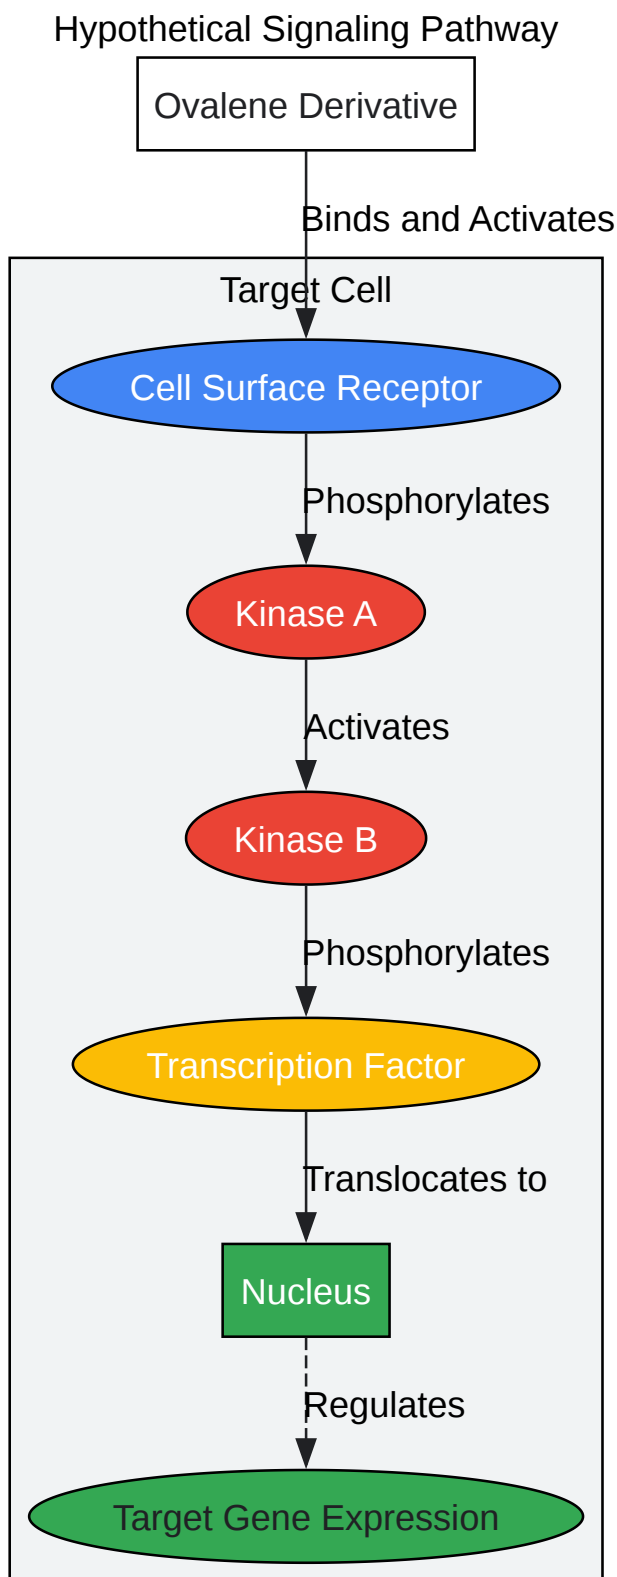 Hypothetical Signaling Pathway
Ovalene Derivative
Binds and Activates
Target Cell
Cell Surface Receptor
Phosphorylates
Kinase A
Activates
Kinase B
Phosphorylates
Transcription Factor
Translocates to
Nucleus
Regulates
Target Gene Expression